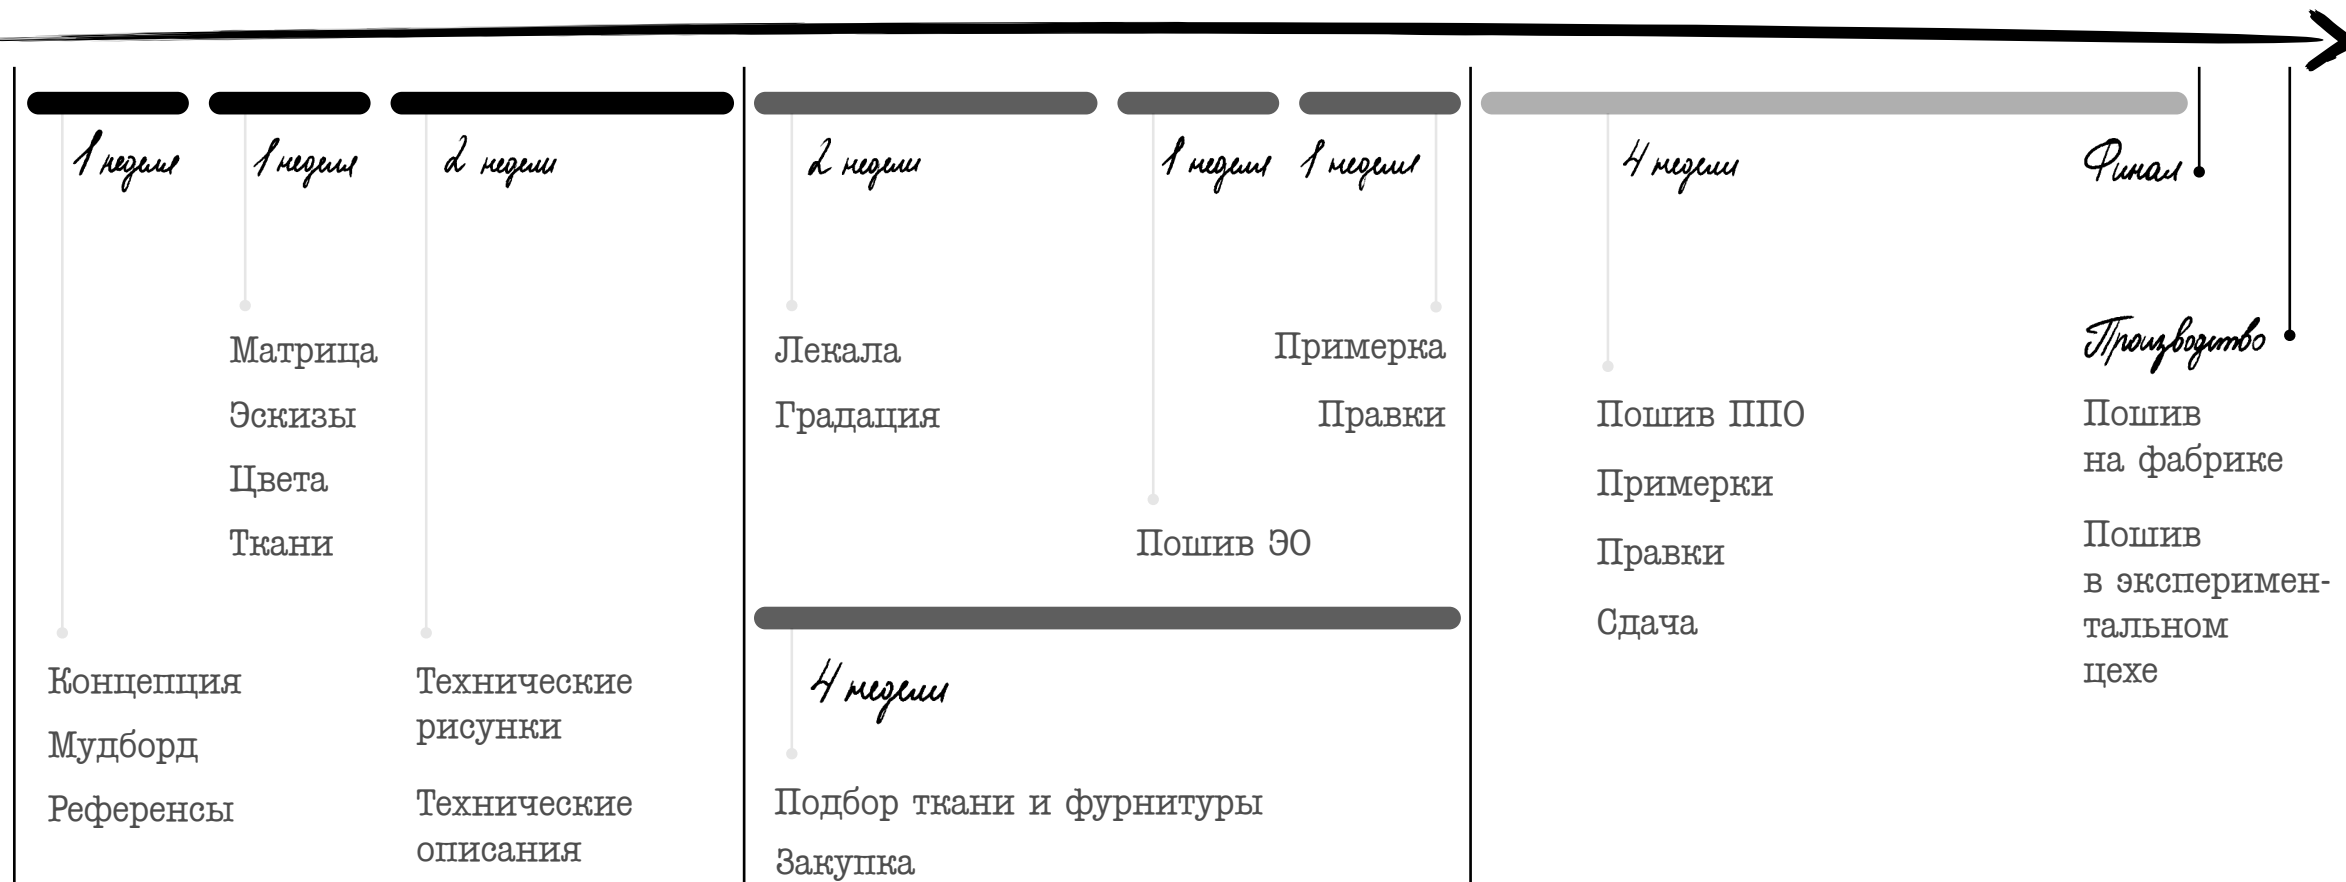 1 неделя
1 неделя
2 недели
2 недели
1 неделя
1 неделя
4 недели
Финал
Матрица
Эскизы
Цвета
Ткани
Концепция
Мудборд
Референсы
Технические
рисунки
Технические
описания
Лекала
Градация
Пошив ЭО
Примерка
Правки
4 недели
Подбор ткани и фурнитуры
Закупка
Пошив ППО
Примерки
Правки
Сдача
Производство
Пошив
на фабрике
Пошив
в эксперимен-
тальном
цехе